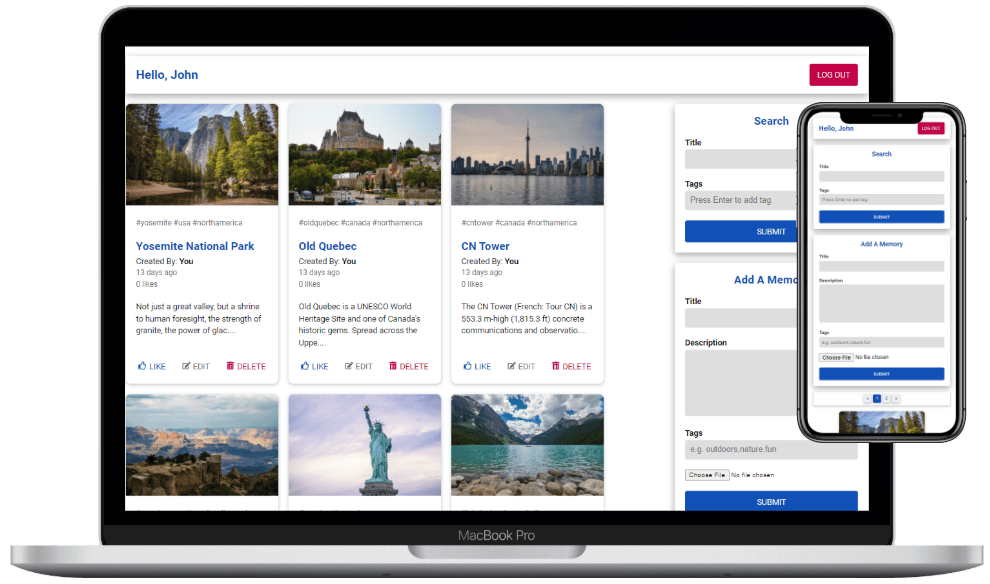 Hello, John
LOG OUT
#yosemite #usa #northamerica
Yosemite National Park
Created By: You
13 days ago
0 likes
Not just a great valley, but a shrine
to human foresight, the strength of
granite, the power of glac....
LIKE EDIT DELETE
#oldquebec #canada #northamerica
Old Quebec
Created By: You
13 days ago
0 likes
Old Quebec is a UNESCO World
Heritage Site and one of Canada's
historic gems. Spread across the
Uppe....
LIKE EDIT DELETE
#cntower #canada #northamerica
CN Tower
Created By: You
13 days ago
0 likes
The CN Tower (French: Tour CN) is a
553.3 m-high (1,815.3 ft) concrete
communications and observatio....
LIKE EDIT DELETE
Search
Title
Tags
Press Enter to add tag
SUBMIT
Add A Memo
Title
Description
Tags
e.g. outdoors,nature,fun
Choose File No file chosen
SUBMIT
Hello, John
LOG OUT
Search
Title
Tags
Press Enter to add tag
SUBMIT
Add A Memory
Title
Description
Tags
e.g. outdoors,nature,fun
Choose File No file chosen
SUBMIT
« 1 2 »
MacBook Pro